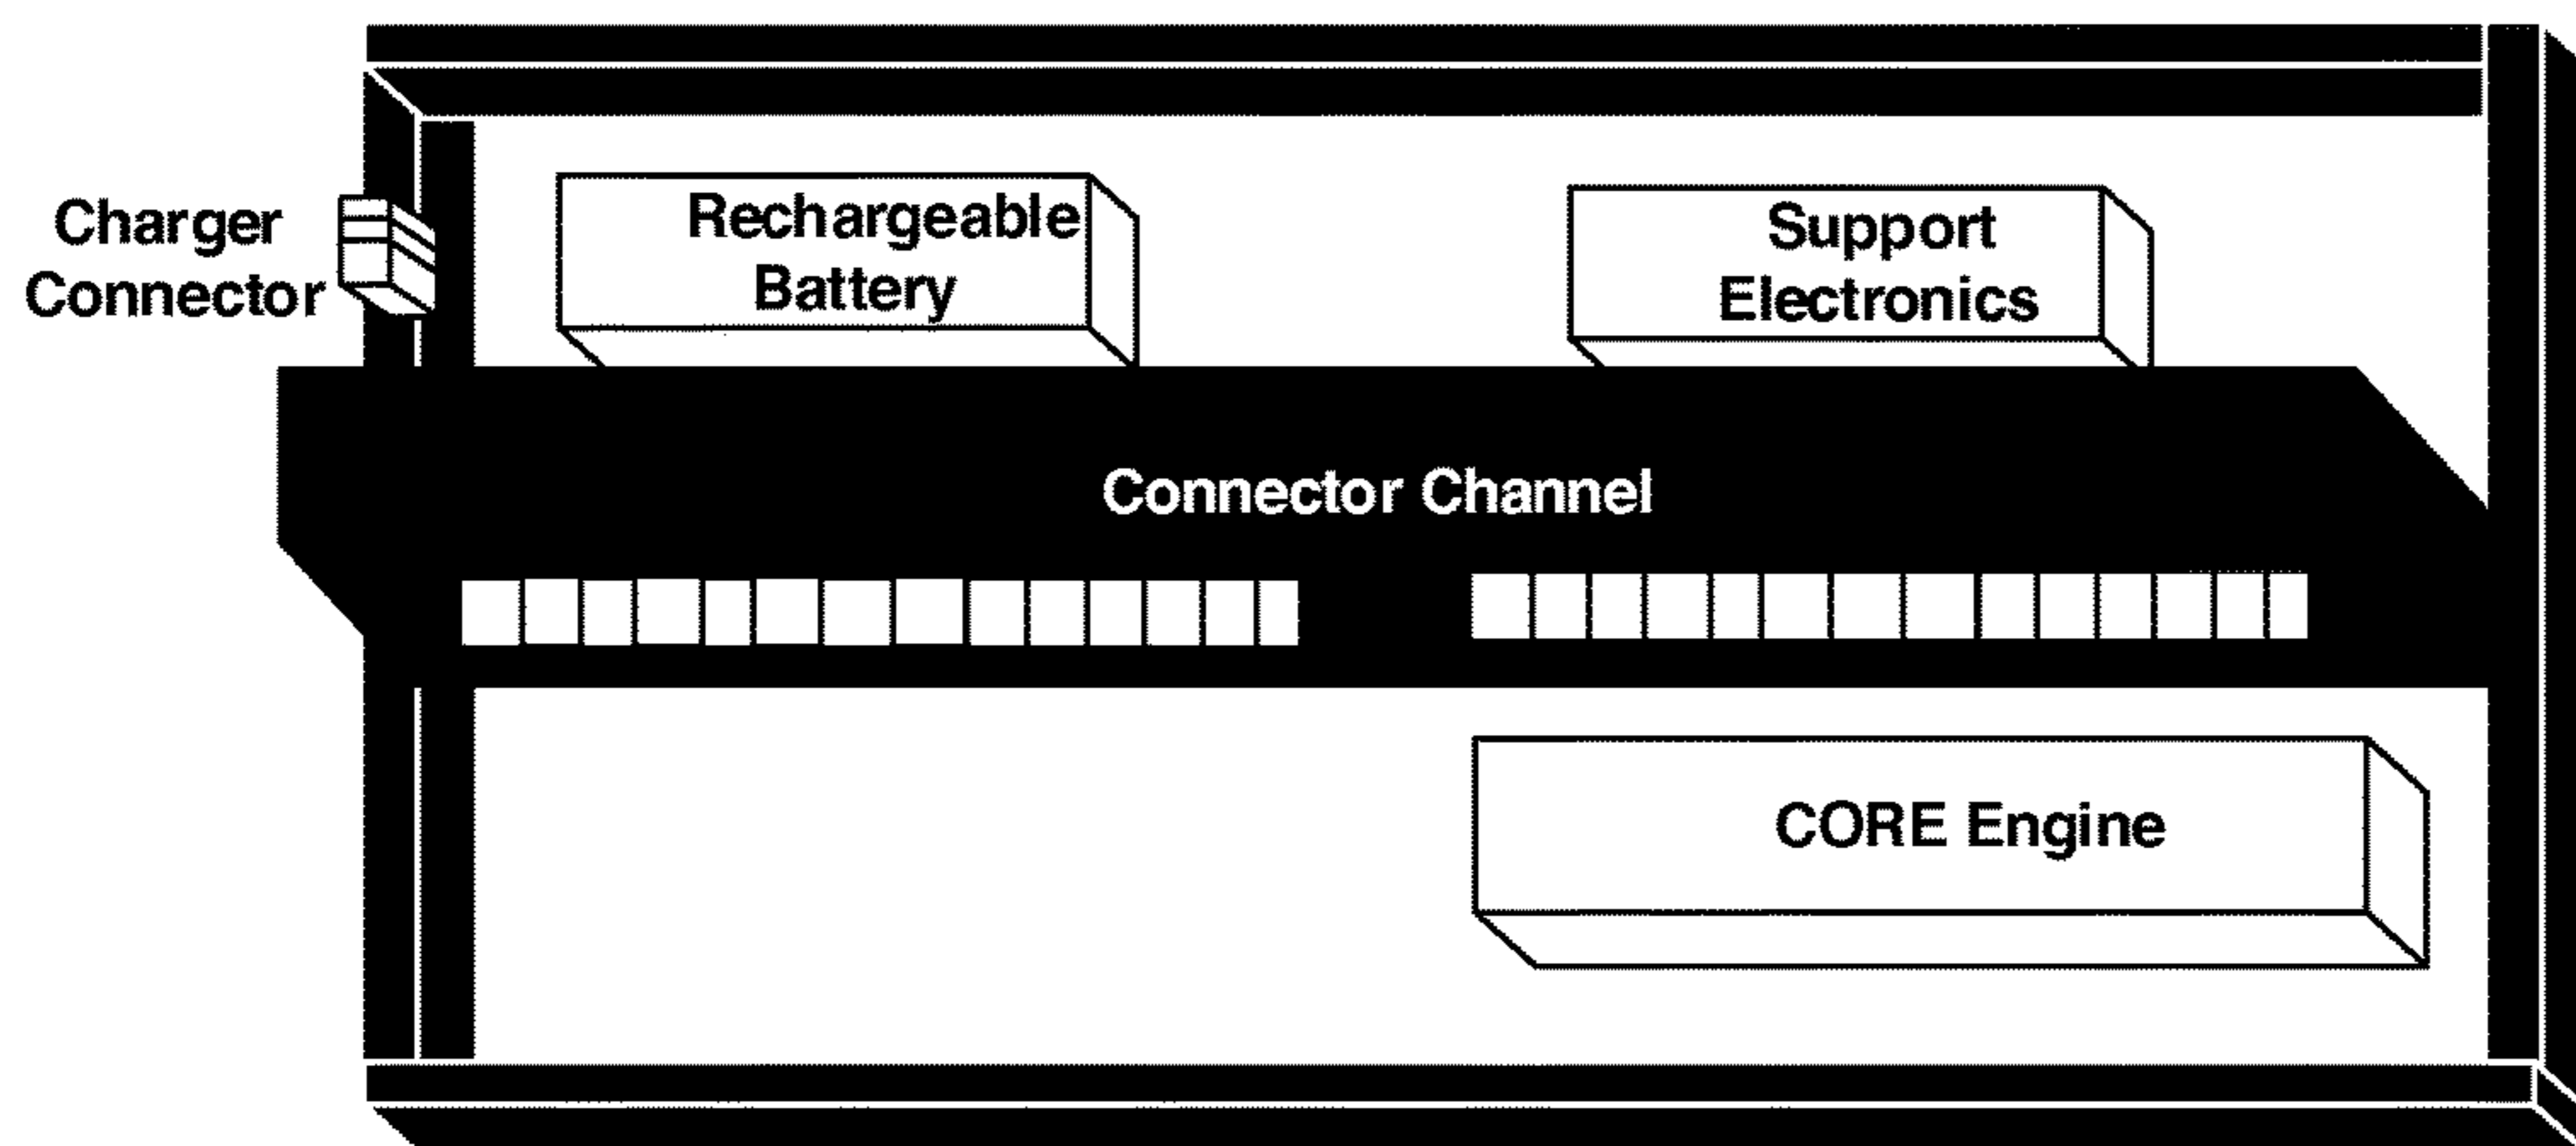 Charger
Connector
Rechargeable
Battery
Support
Electronics
Connector Channel
CORE Engine